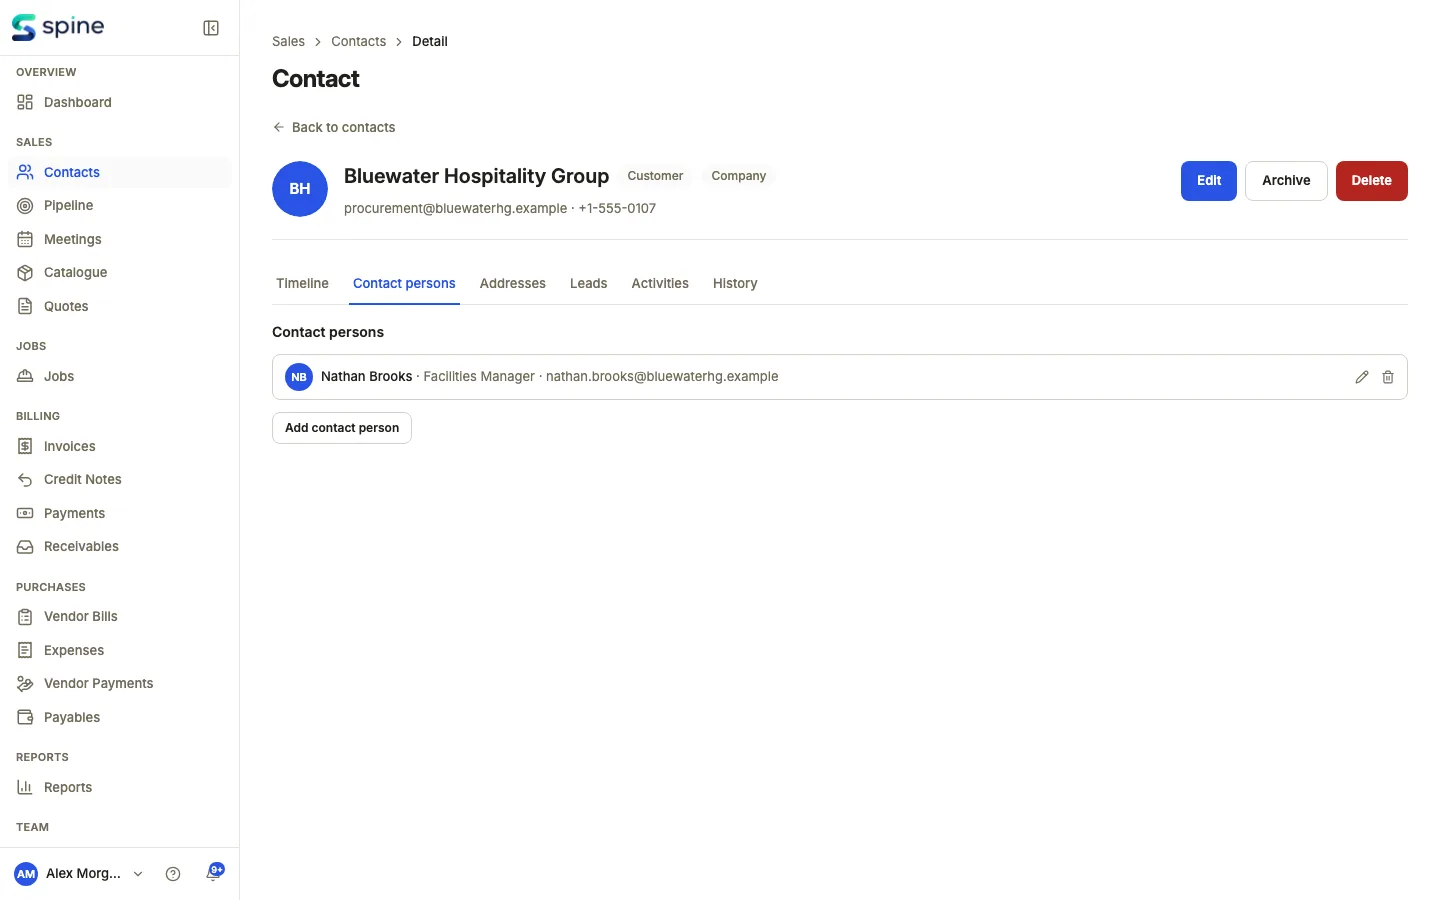 spine
OVERVIEW
Dashboard
SALES
Contacts
Pipeline
Meetings
Catalogue
Quotes
JOBS
Jobs
BILLING
Invoices
Credit Notes
Payments
Receivables
PURCHASES
Vendor Bills
Expenses
Vendor Payments
Payables
REPORTS
Reports
TEAM
AM Alex Morg... 9+
Sales > Contacts > Detail
Contact
← Back to contacts
BH
Bluewater Hospitality Group Customer Company
procurement@bluewaterhg.example · +1-555-0107
Edit Archive Delete
Timeline Contact persons Addresses Leads Activities History
Contact persons
NB Nathan Brooks · Facilities Manager · nathan.brooks@bluewaterhg.example
Add contact person